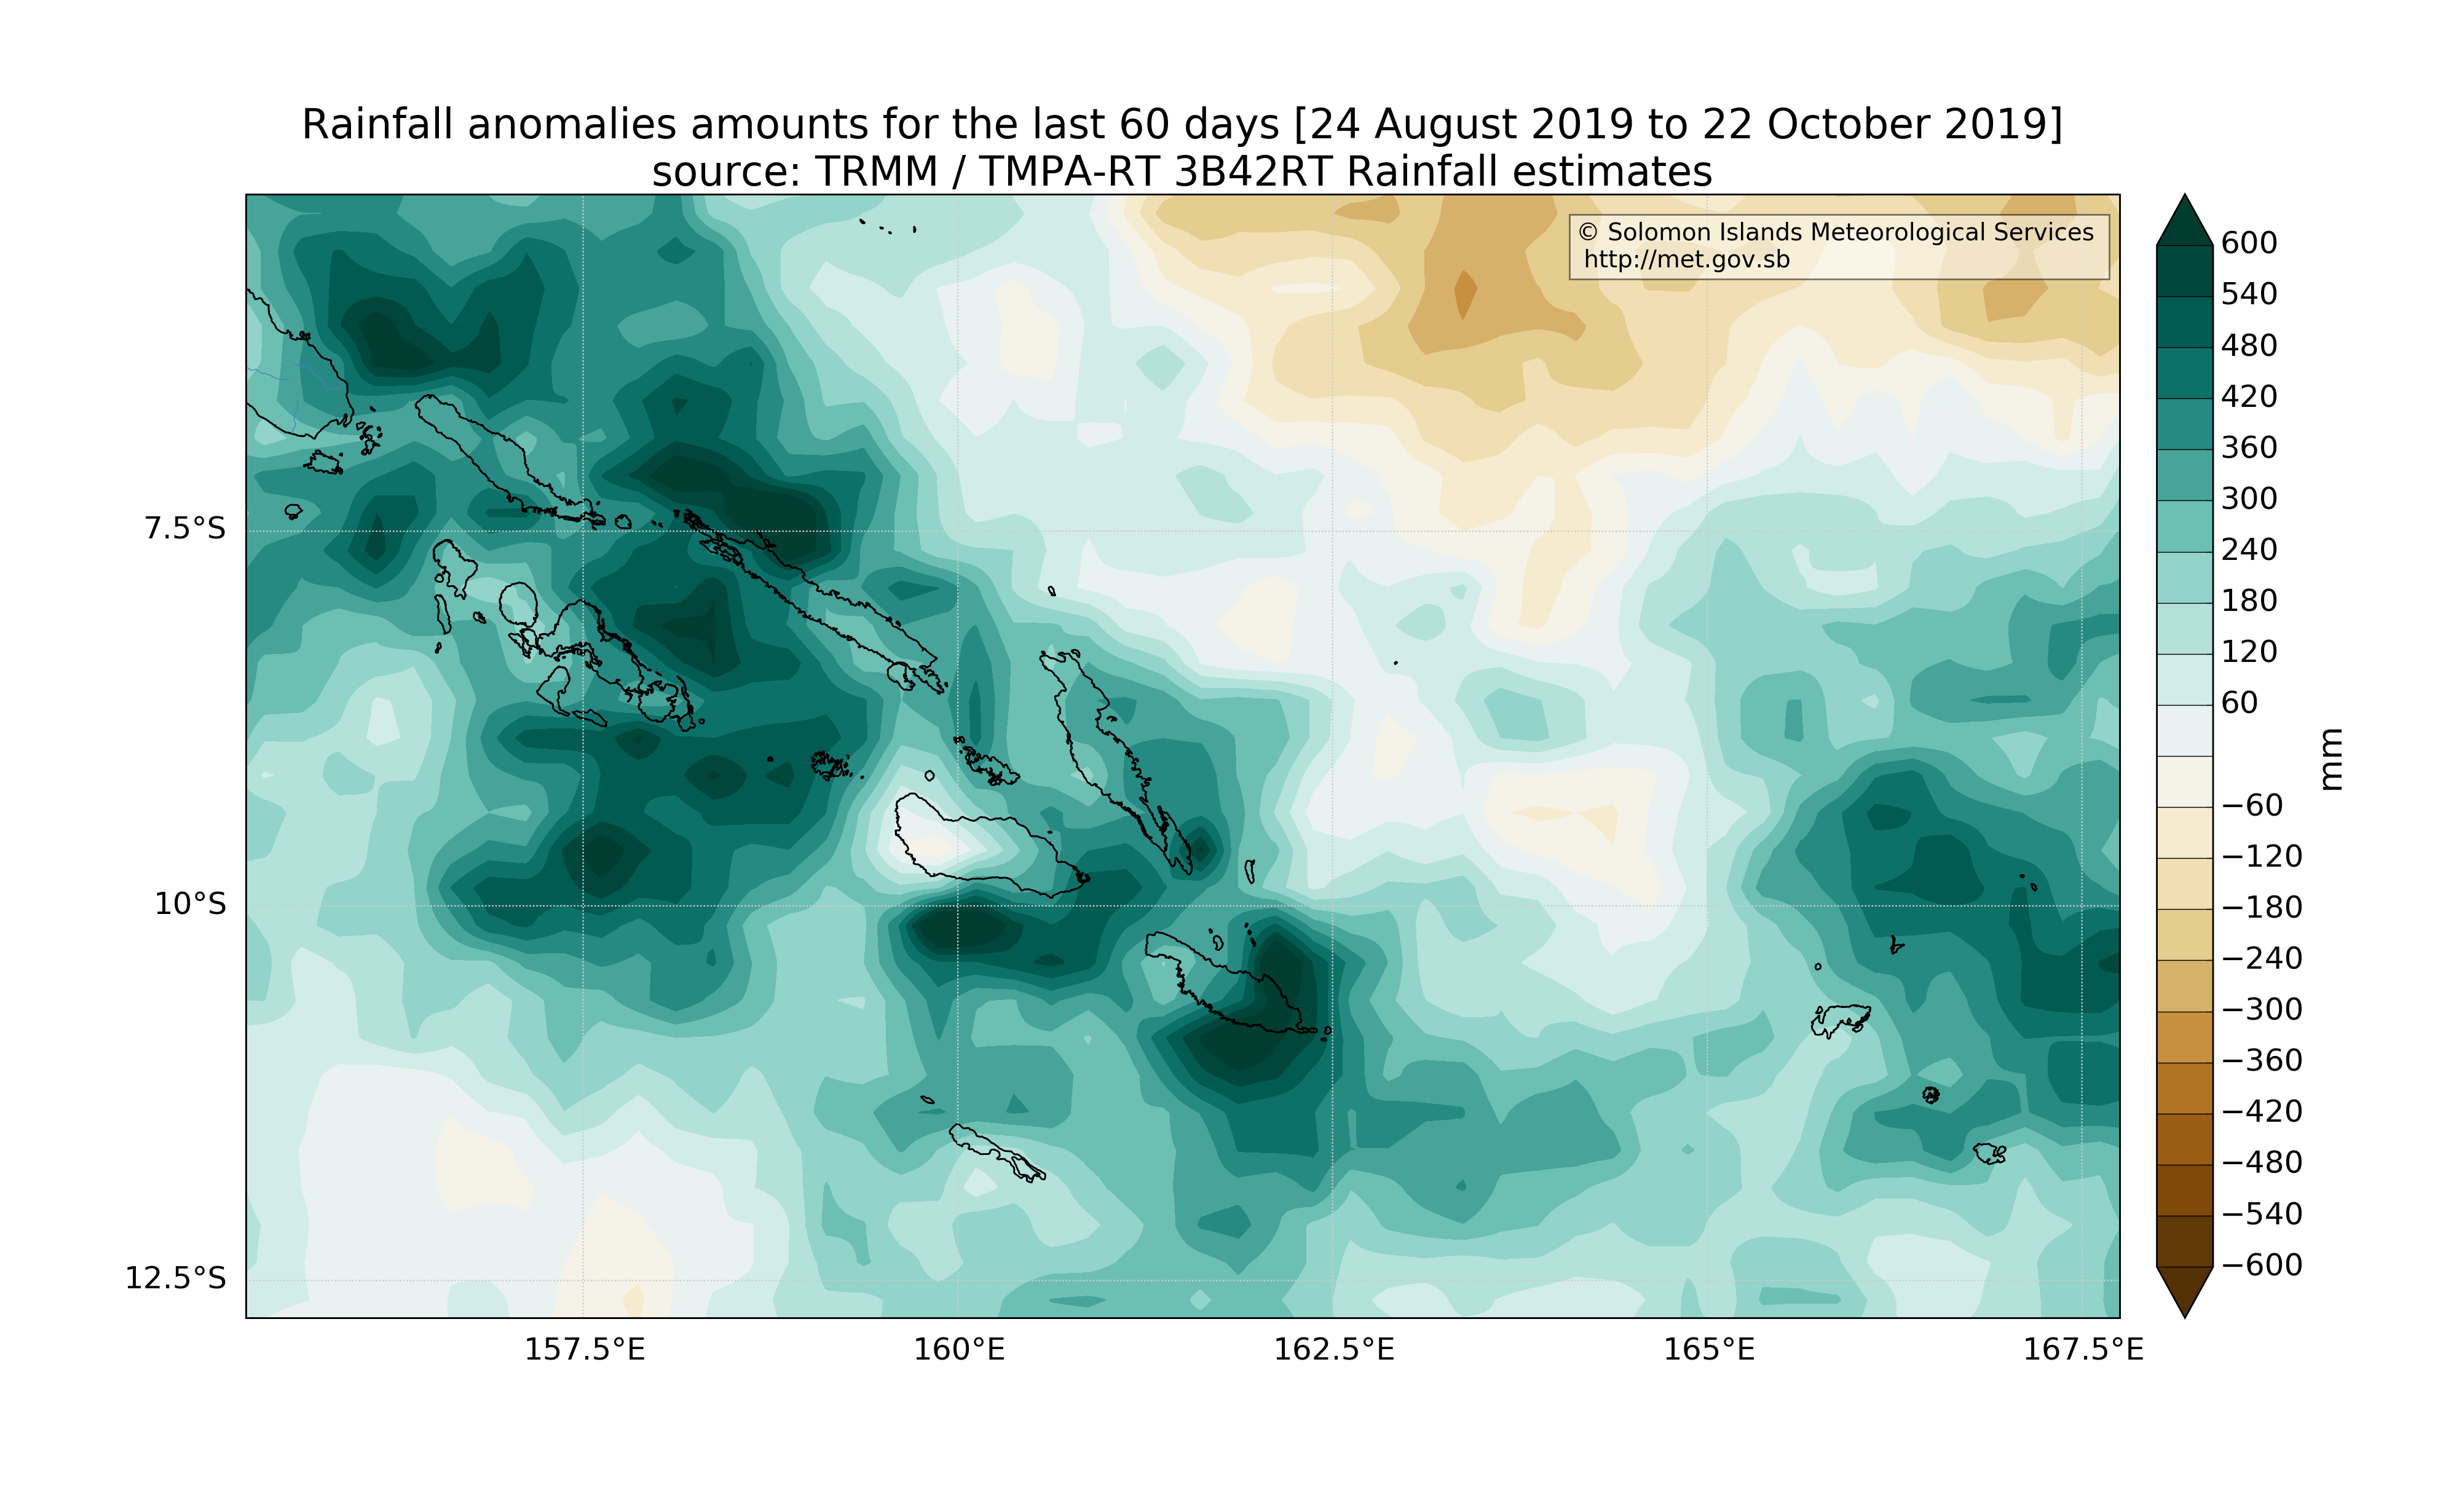 Rainfall anomalies amounts for the last 60 days [24 August 2019 to 22 October 2019]
source: TRMM / TMPA-RT 3B42RT Rainfall estimates
© Solomon Islands Meteorological Services
http://met.gov.sb
7.5°S
10°S
12.5°S
157.5°E
160°E
162.5°E
165°E
167.5°E
600
540
480
420
360
300
240
180
120
60
−60
−120
−180
−240
−300
−360
−420
−480
−540
−600
mm